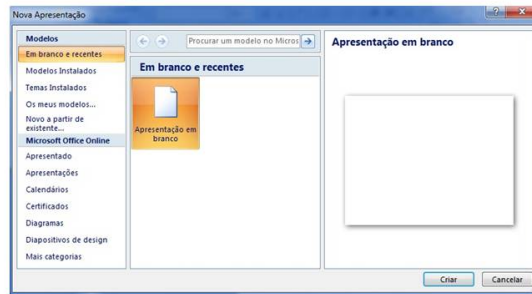 Nova Apresentação
Modelos
Em branco e recentes
Modelos Instalados
Temas Instalados
Os meus modelos...
Novo a partir de
existente...
Microsoft Office Online
Apresentado
Apresentações
Calendários
Certificados
Diagramas
Diapositivos de design
Mais categorias
Procurar um modelo no Micros
Em branco e recentes
Apresentação em
branco
Apresentação em branco
Criar
Cancelar